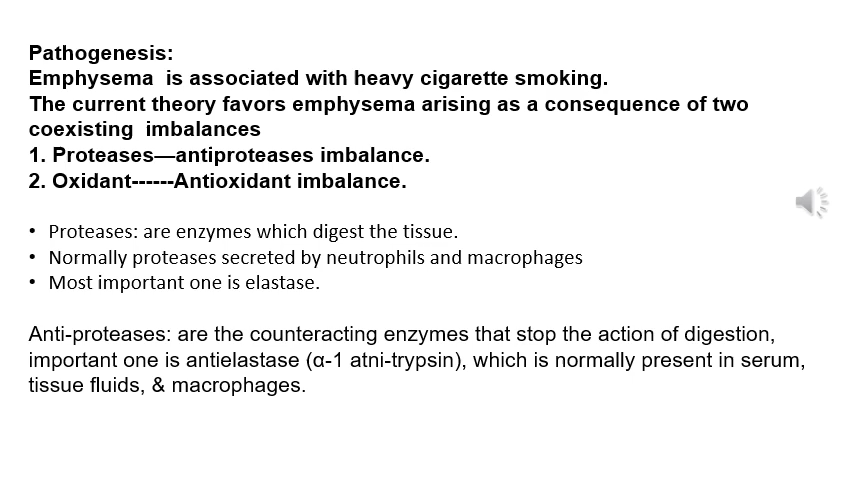 Pathogenesis:
Emphysema  is associated with heavy cigarette smoking.
The current theory favors emphysema arising as a consequence of two
coexisting  imbalances
1. Proteases—antiproteases imbalance.
2. Oxidant------Antioxidant imbalance.
• Proteases: are enzymes which digest the tissue.
• Normally proteases secreted by neutrophils and macrophages
• Most important one is elastase.
Anti-proteases: are the counteracting enzymes that stop the action of digestion,
important one is antielastase (α-1 atni-trypsin), which is normally present in serum,
tissue fluids, & macrophages.